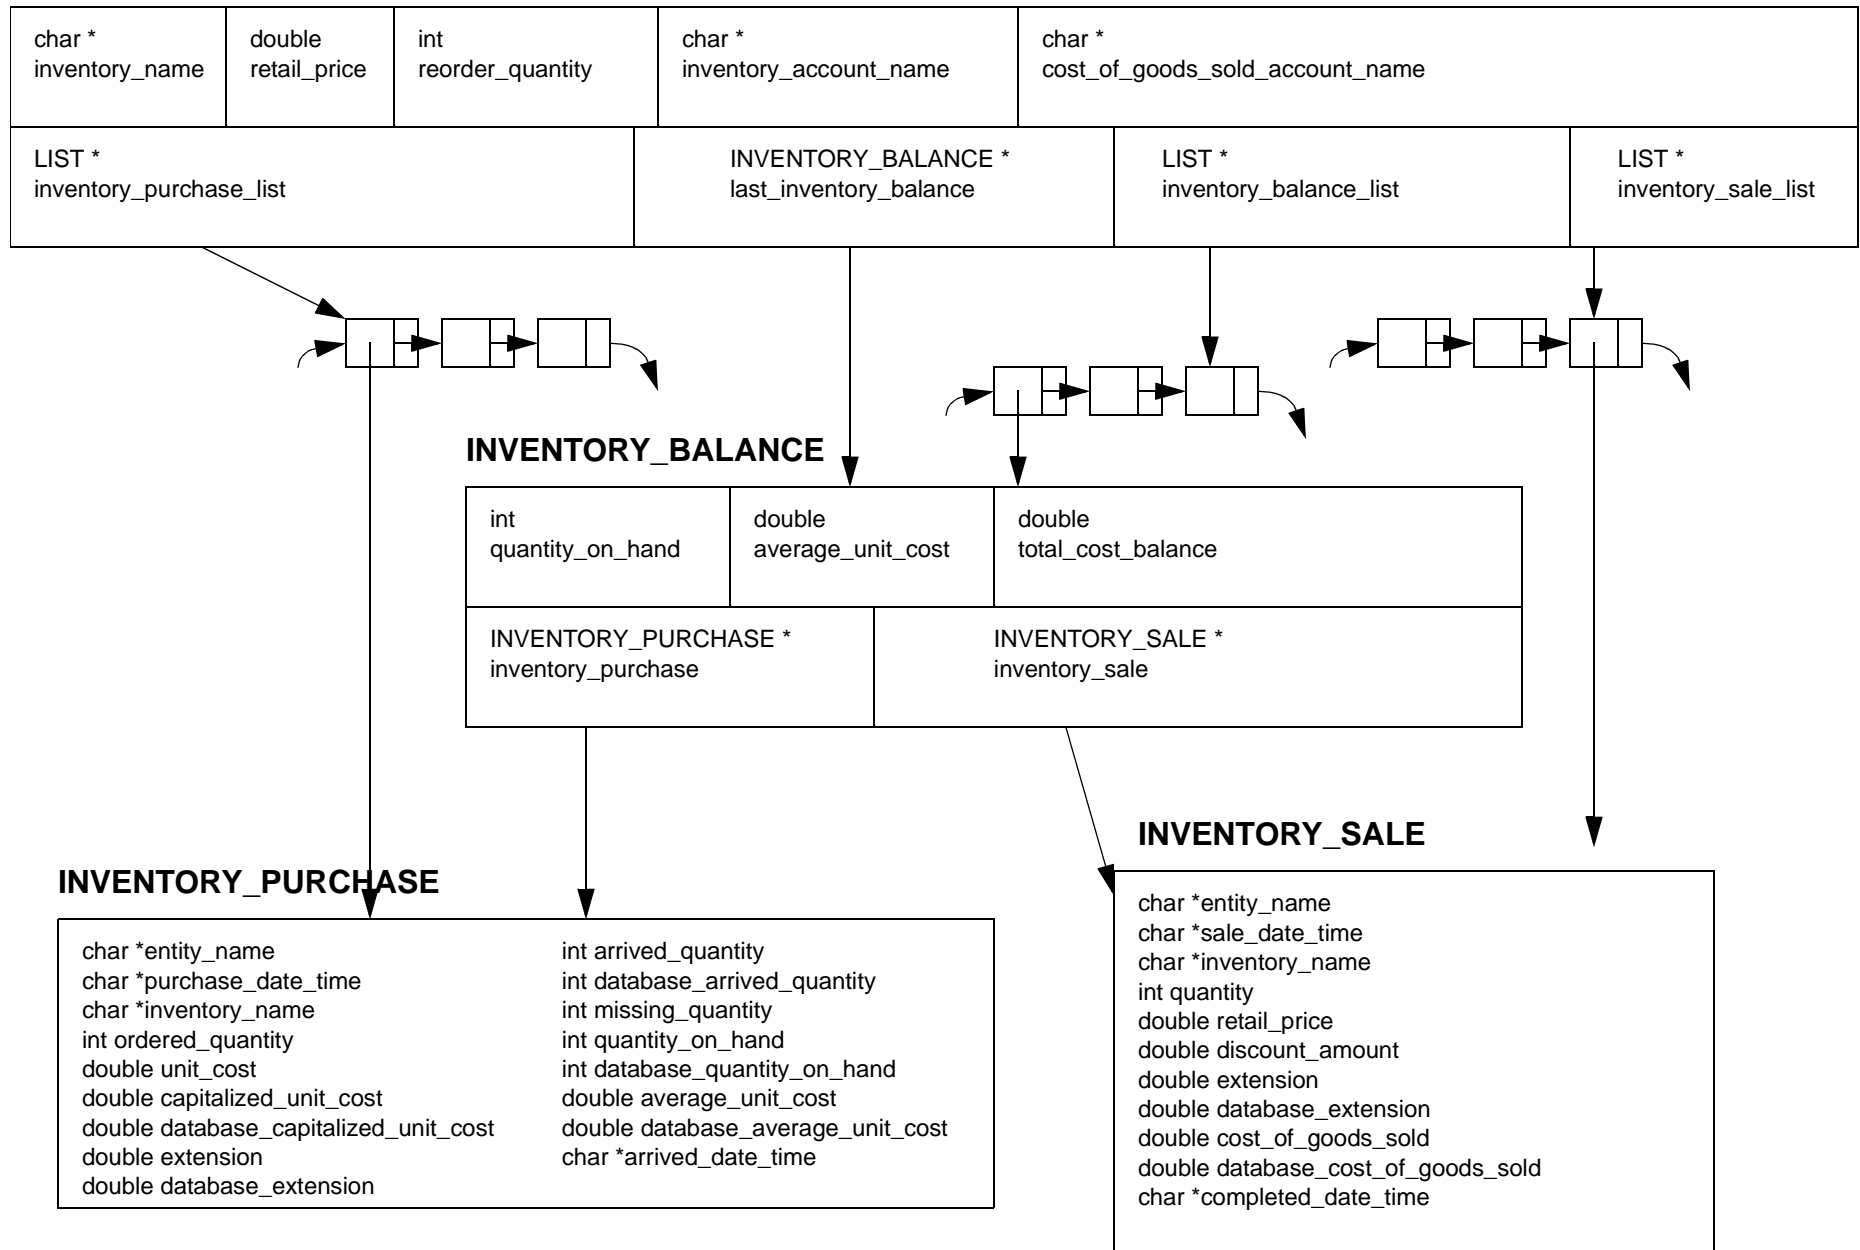 char *
inventory_name
double
retail_price
int
reorder_quantity
char *
inventory_account_name
char *
cost_of_goods_sold_account_name
LIST *
inventory_purchase_list
INVENTORY_BALANCE *
last_inventory_balance
LIST *
inventory_balance_list
LIST *
inventory_sale_list
INVENTORY_BALANCE
int
quantity_on_hand
double
average_unit_cost
double
total_cost_balance
INVENTORY_PURCHASE *
inventory_purchase
INVENTORY_SALE *
inventory_sale
INVENTORY_PURCHASE
char *entity_name
char *purchase_date_time
char *inventory_name
int ordered_quantity
double unit_cost
double capitalized_unit_cost
double database_capitalized_unit_cost
double extension
double database_extension
int arrived_quantity
int database_arrived_quantity
int missing_quantity
int quantity_on_hand
int database_quantity_on_hand
double average_unit_cost
double database_average_unit_cost
char *arrived_date_time
INVENTORY_SALE
char *entity_name
char *sale_date_time
char *inventory_name
int quantity
double retail_price
double discount_amount
double extension
double database_extension
double cost_of_goods_sold
double database_cost_of_goods_sold
char *completed_date_time